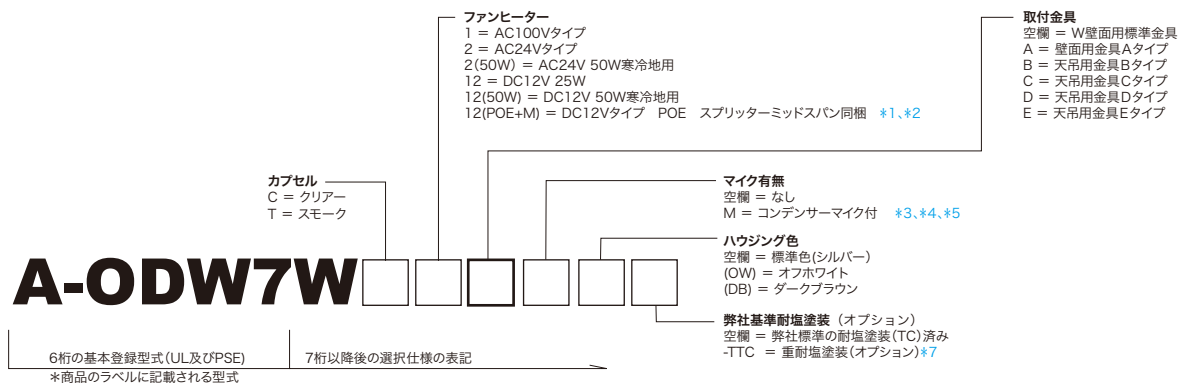 ファンヒーター
1 = AC100Vタイプ
2 = AC24Vタイプ
2(50W) = AC24V 50W寒冷地用
12 = DC12V 25W
12(50W) = DC12V 50W寒冷地用
12(POE+M) = DC12Vタイプ　POE　スプリッターミッドスパン同梱　*1、*2
取付金具
空欄 = W壁面用標準金具
A = 壁面用金具Aタイプ
B = 天吊用金具Bタイプ
C = 天吊用金具Cタイプ
D = 天吊用金具Dタイプ
E = 天吊用金具Eタイプ
カプセル
C = クリアー
T = スモーク
マイク有無
空欄 = なし
M = コンデンサーマイク付　*3、*4、*5
ハウジング色
空欄 = 標準色(シルバー)
(OW) = オフホワイト
(DB) = ダークブラウン
A-ODW7W
弊社基準耐塩塗装（オプション）
空欄 = 弊社標準の耐塩塗装(TC)済み
-TTC = 重耐塩塗装(オプション)*7
6桁の基本登録型式(UL及びPSE)
7桁以降後の選択仕様の表記
*商品のラベルに記載される型式